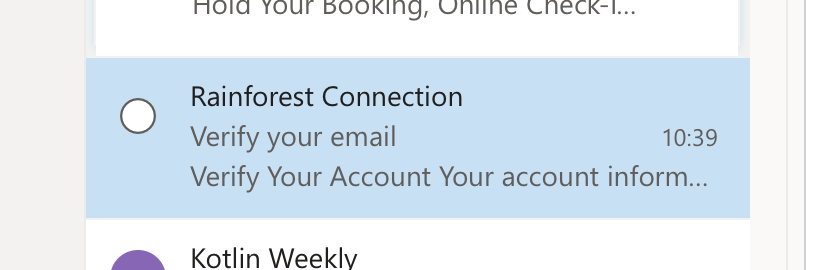 Hold Your Booking, Online Check-I...
Rainforest Connection
Verify your email
10:39
Verify Your Account Your account inform...
Kotlin Weekly